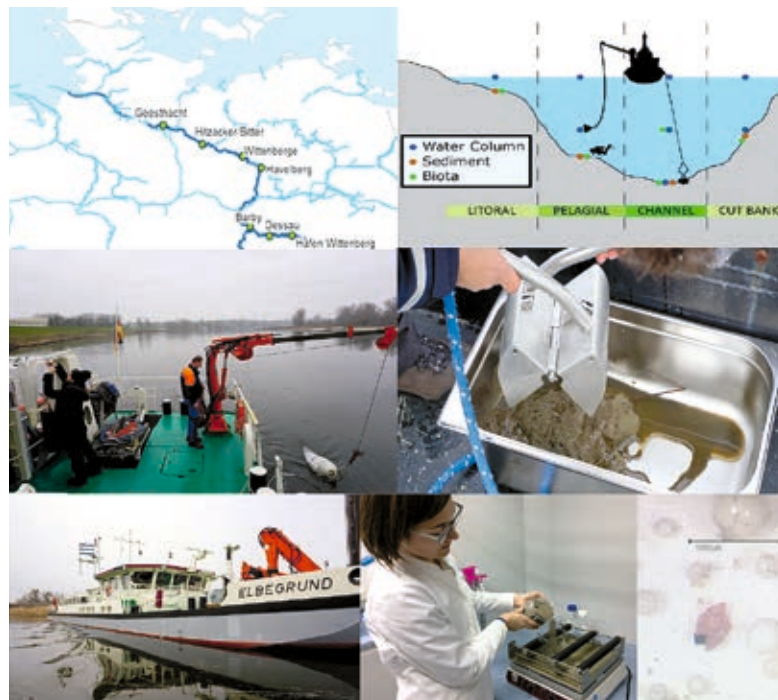 Geesthacht
Hitzacker Sitter
Wittenberge
Havelberg
Barby
Dessau
Häfen Wittenberg
Water Column
Sediment
Biota
LITORAL
PELAGIAL
CHANNEL
CUT BANK
ELBEGRUND